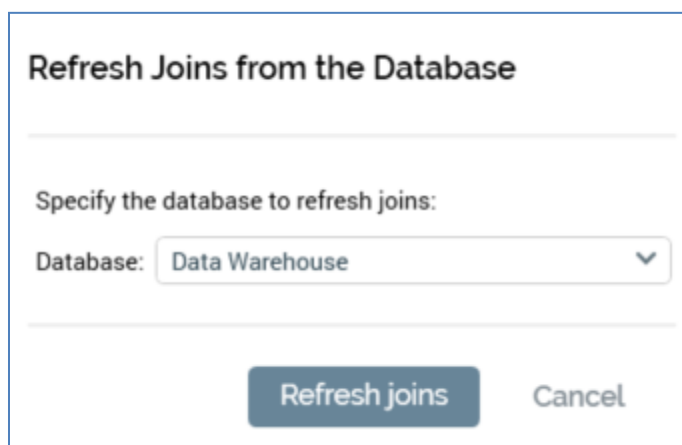 Refresh Joins from the Database
Specify the database to refresh joins:
Database: Data Warehouse
Refresh joins Cancel